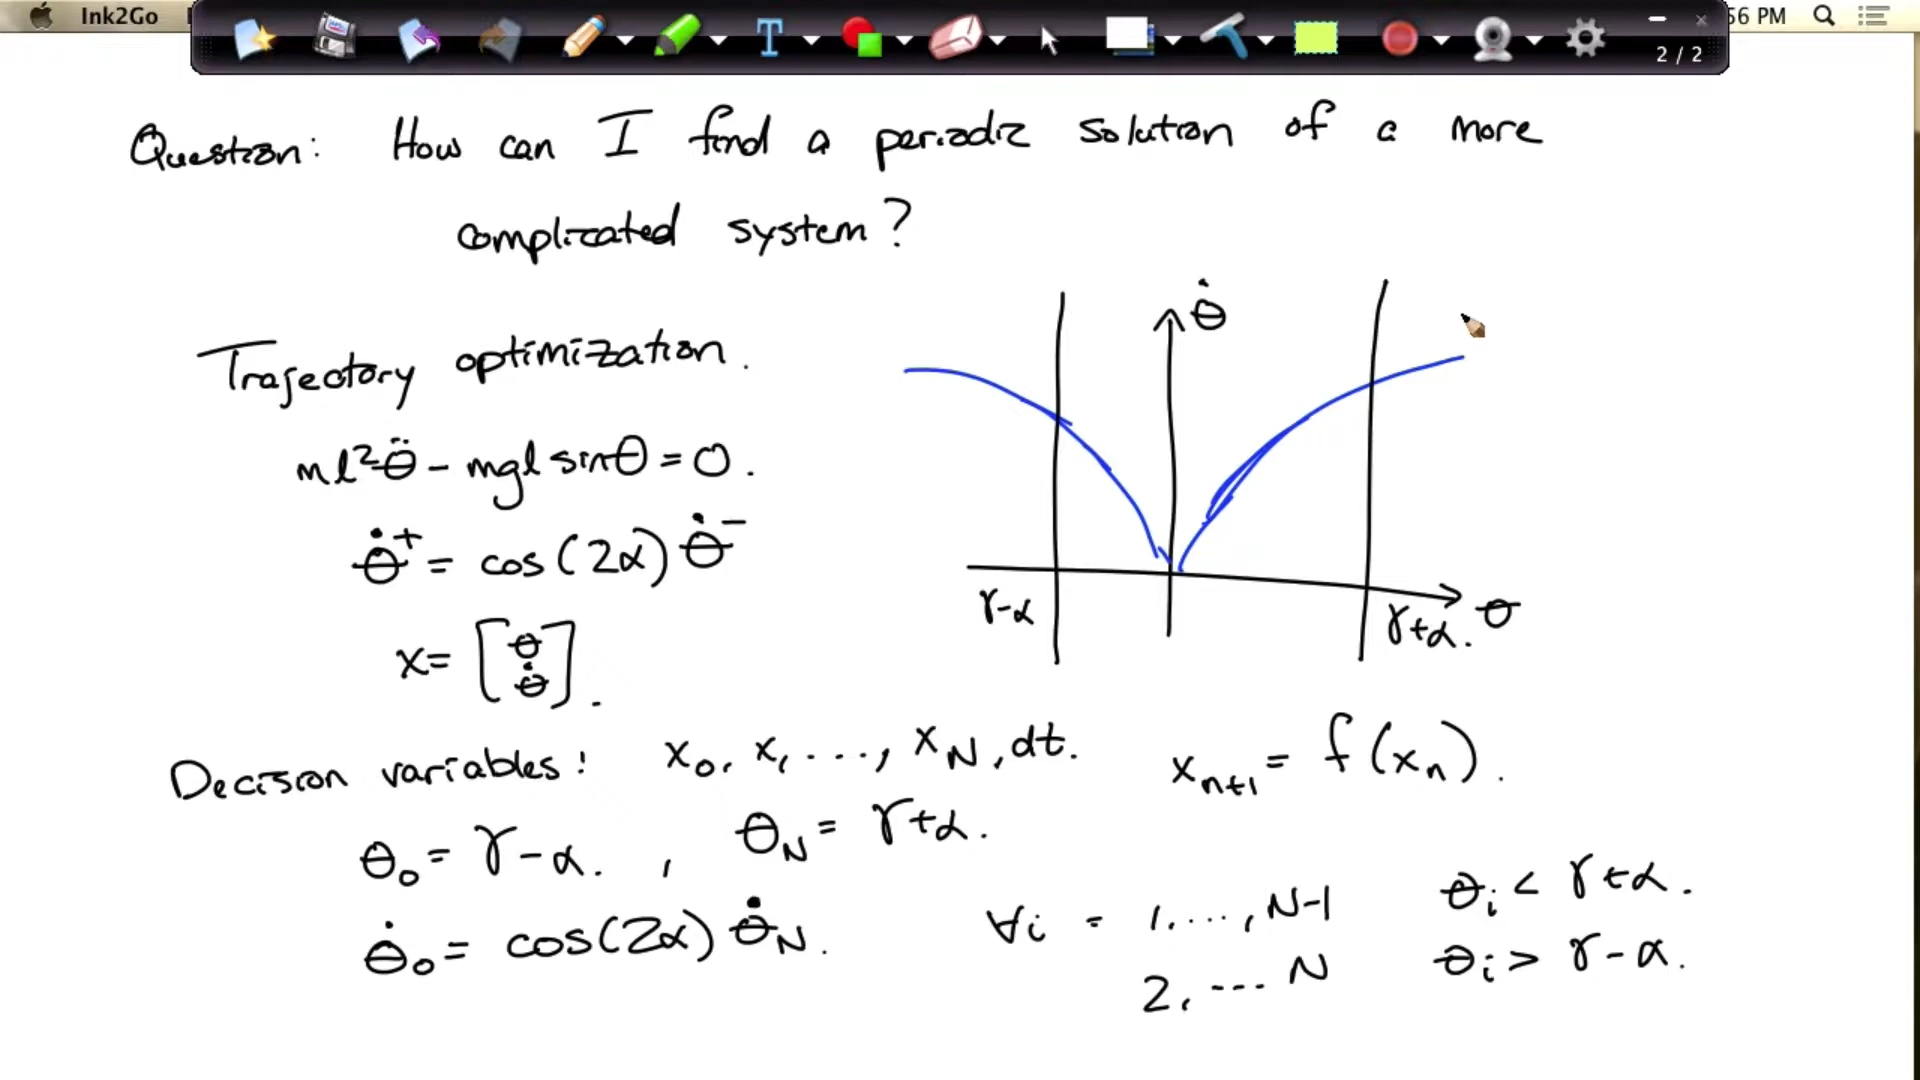 Ink2Go
56 PM
2 / 2
Question: How can I find a periodic solution of a more
complicated system?
Trajectory optimization.
ml²θ̈ - mgl sinθ = 0.
θ̇⁺ = cos(2α) θ̇⁻
x = [θ θ̇].
θ̇
γ-α
γ+α.
θ
Decision variables: x₀, x₁, ..., x_N, dt.
x_{n+1} = f(x_n).
θ₀ = γ-α. , θ_N = γ+α.
θ̇₀ = cos(2α) θ̇_N.
∀i = 1, ..., N-1 θᵢ < γ+α.
2, ... N θᵢ > γ-α.